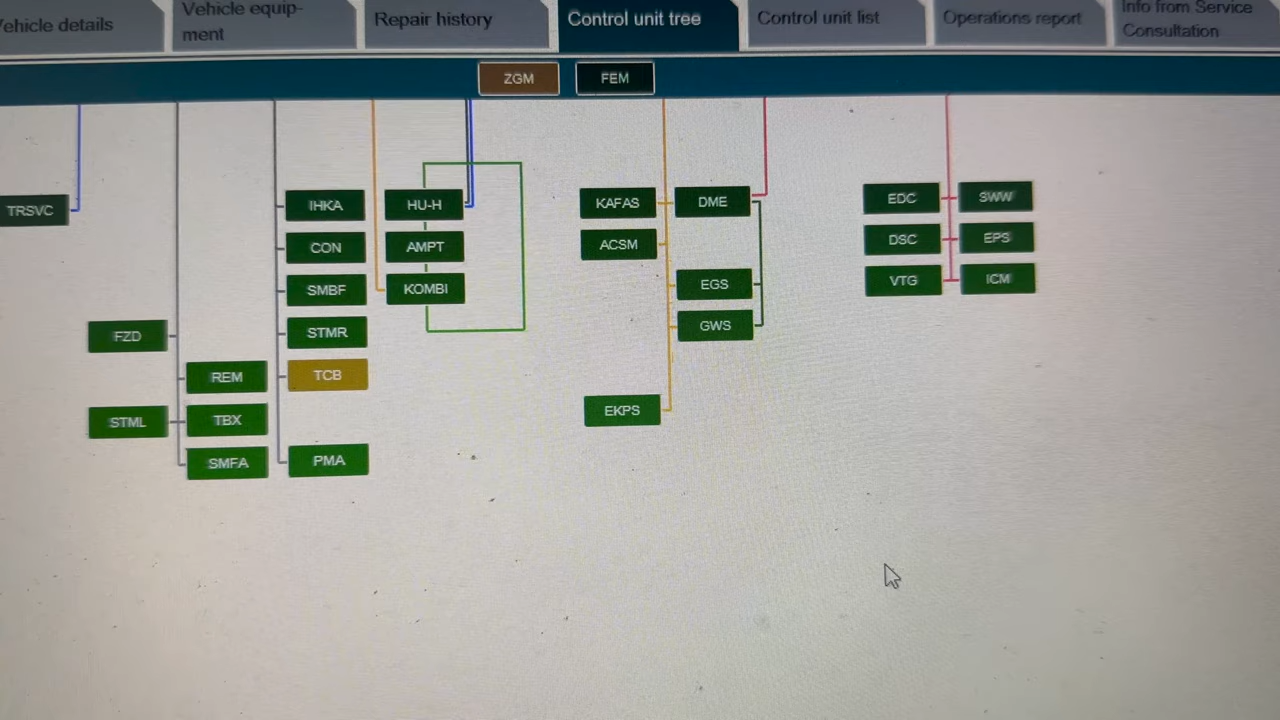 ehicle details
Vehicle equip-
ment
Repair history
Control unit tree
Control unit list
Operations report
Info from Service
Consultation
ZGM
FEM
TRSVC
IHKA
HU-H
KAFAS
DME
EDC
SWW
CON
AMPT
ACSM
DSC
EPS
SMBF
KOMBI
EGS
VTG
ICM
FZD
STMR
GWS
REM
TCB
STML
TBX
EKPS
SMFA
PMA